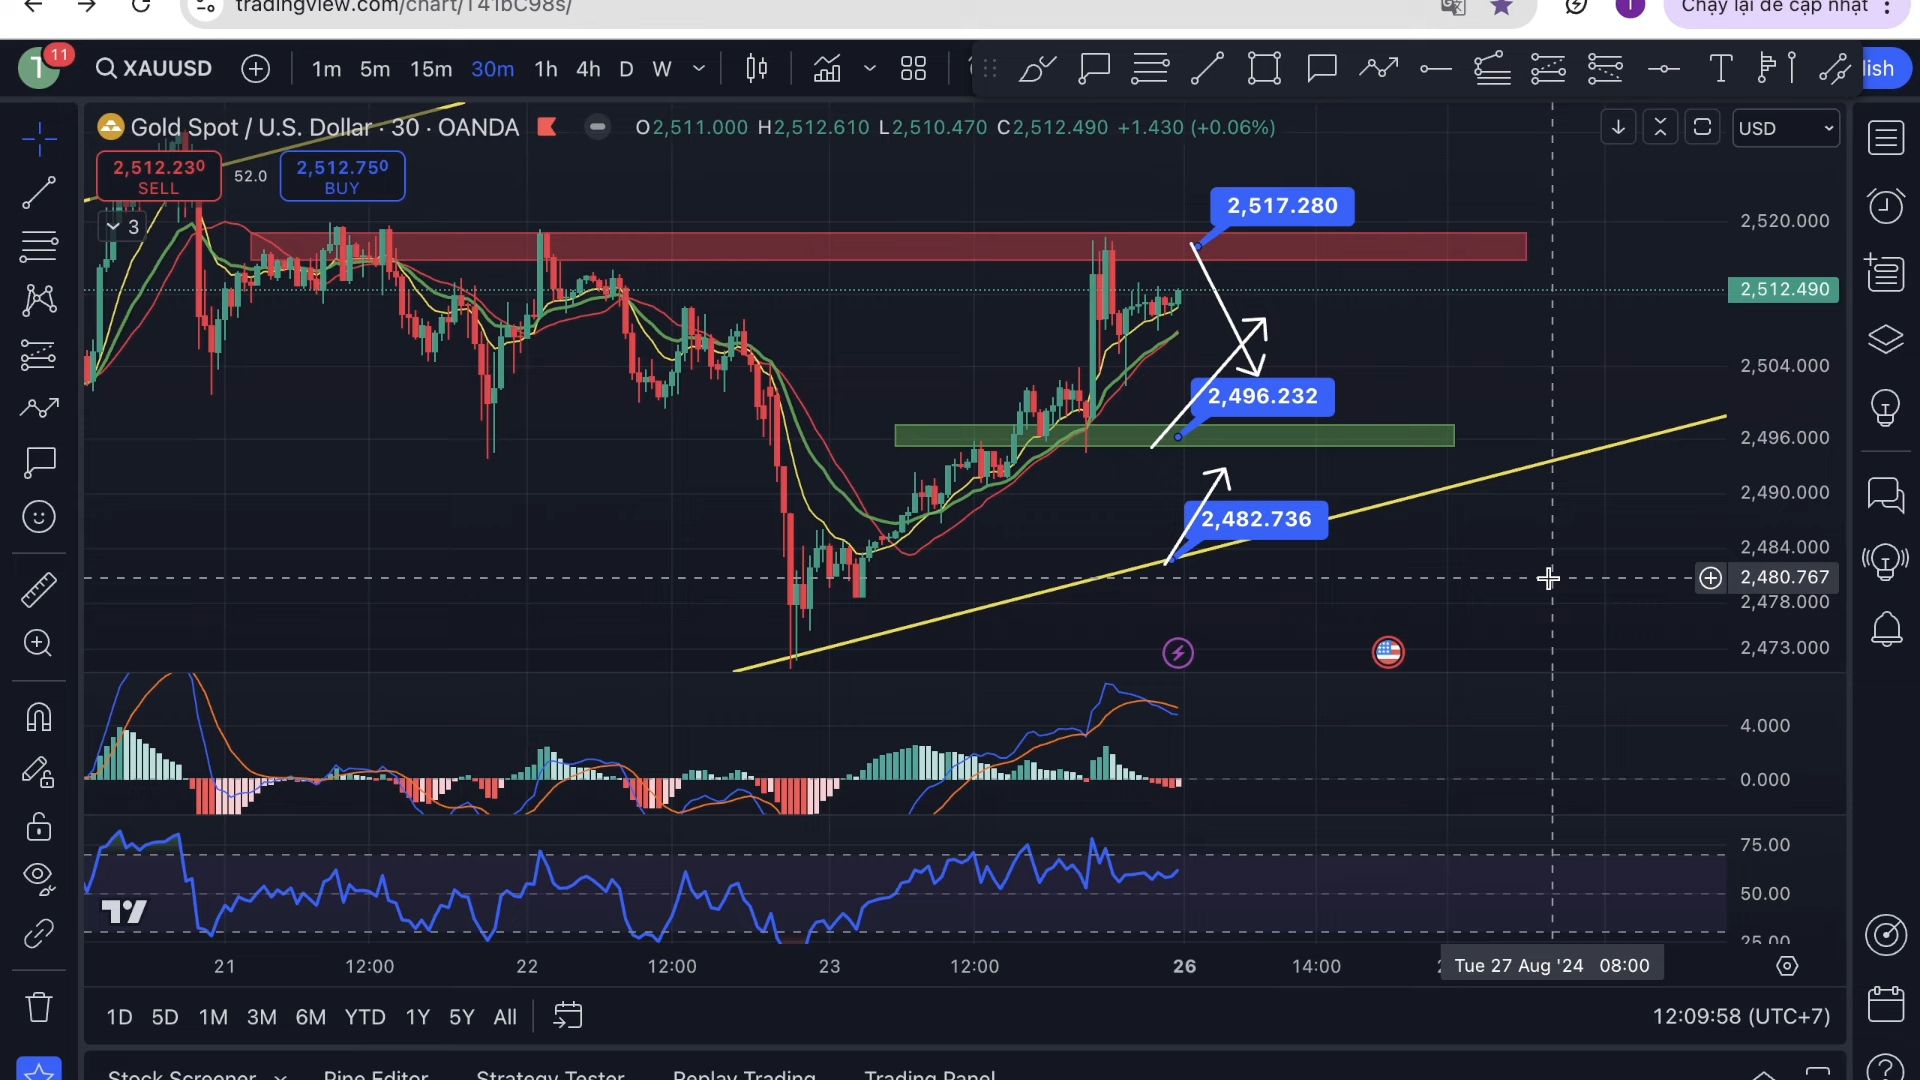 tradingview.com/chart/T41bC98s/
Chạy lại để cập nhật
11
T
XAUUSD
1m 5m 15m 30m 1h 4h D W
lish
Gold Spot / U.S. Dollar · 30 · OANDA
O2,511.000 H2,512.610 L2,510.470 C2,512.490 +1.430 (+0.06%)
USD
2,512.230
SELL
52.0
2,512.750
BUY
3
2,517.280
2,520.000
2,512.490
2,504.000
2,496.232
2,496.000
2,490.000
2,482.736
2,484.000
2,480.767
2,478.000
2,473.000
4.000
0.000
75.00
50.00
25.00
21 12:00 22 12:00 23 12:00 26 14:00
Tue 27 Aug '24 08:00
1D 5D 1M 3M 6M YTD 1Y 5Y All
12:09:58 (UTC+7)
Stock Screener Pine Editor Strategy Tester Replay Trading Trading Panel